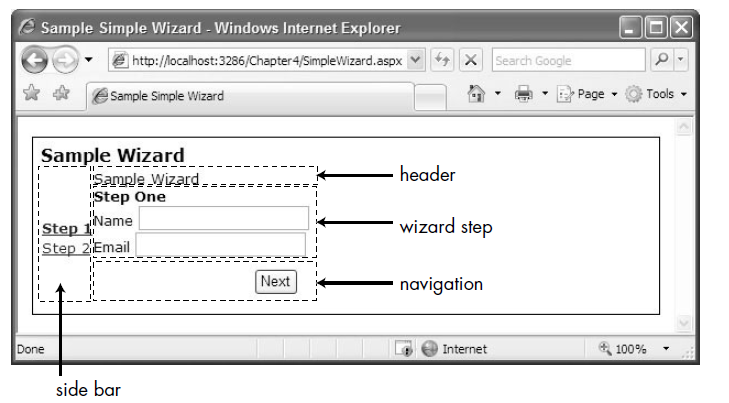 Sample Simple Wizard - Windows Internet Explorer
http://localhost:3286/Chapter4/SimpleWizard.aspx
Search Google
Sample Simple Wizard
Page
Tools
Sample Wizard
Sample Wizard
header
Step One
Name
wizard step
Step 1
Step 2
Email
Next
navigation
Done
Internet
100%
side bar